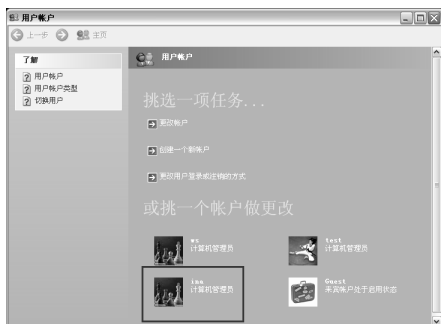 用户帐户
上一步 主页
了解
用户帐户
用户帐户类型
切换用户
用户帐户
挑选一项任务...
更改帐户
创建一个新帐户
更改用户登录或注销的方式
或挑一个帐户做更改
ws
计算机管理员
test
计算机管理员
计算机管理员
Guest
来宾帐户处于启用状态